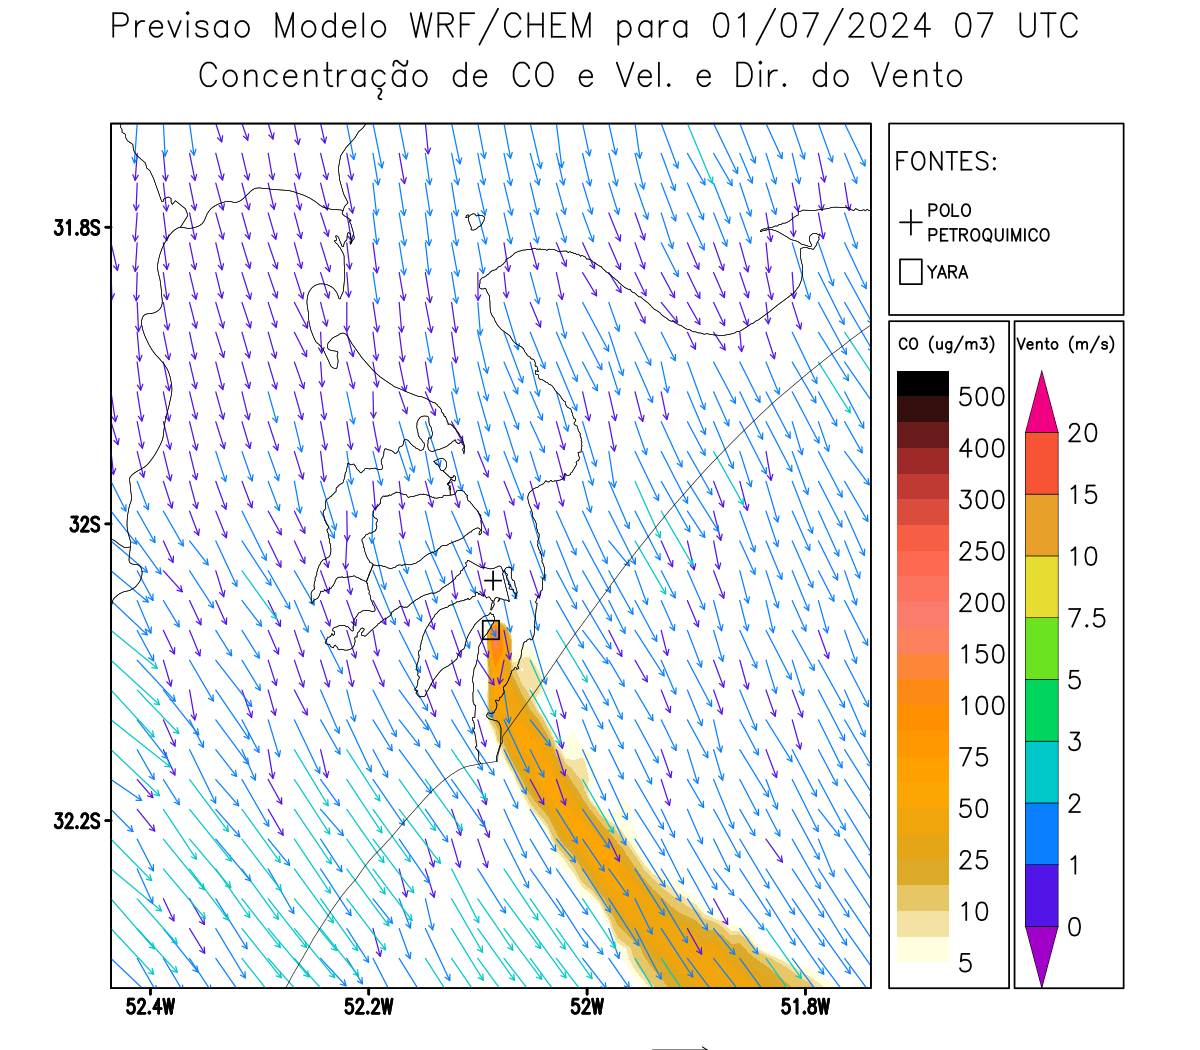 Previsao Modelo WRF/CHEM para 01/07/2024 07 UTC
Concentração de CO e Vel. e Dir. do Vento
FONTES:
POLO
PETROQUIMICO
YARA
CO (ug/m3)
500
400
300
250
200
150
100
75
50
25
10
5
Vento (m/s)
20
15
10
7.5
5
3
2
1
0
31.8S
32S
32.2S
52.4W
52.2W
52W
51.8W